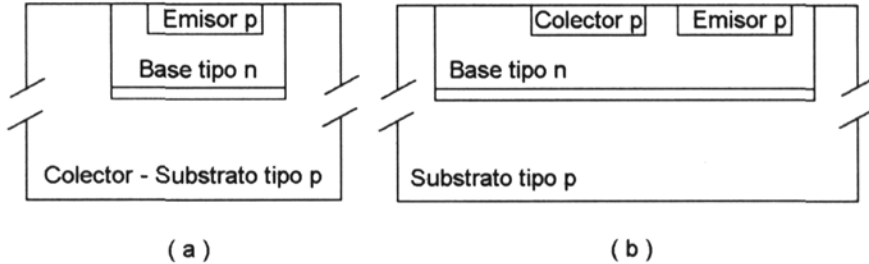 Emisor p
Base tipo n
Colector - Substrato tipo p
( a )
Colector p
Emisor p
Base tipo n
Substrato tipo p
( b )